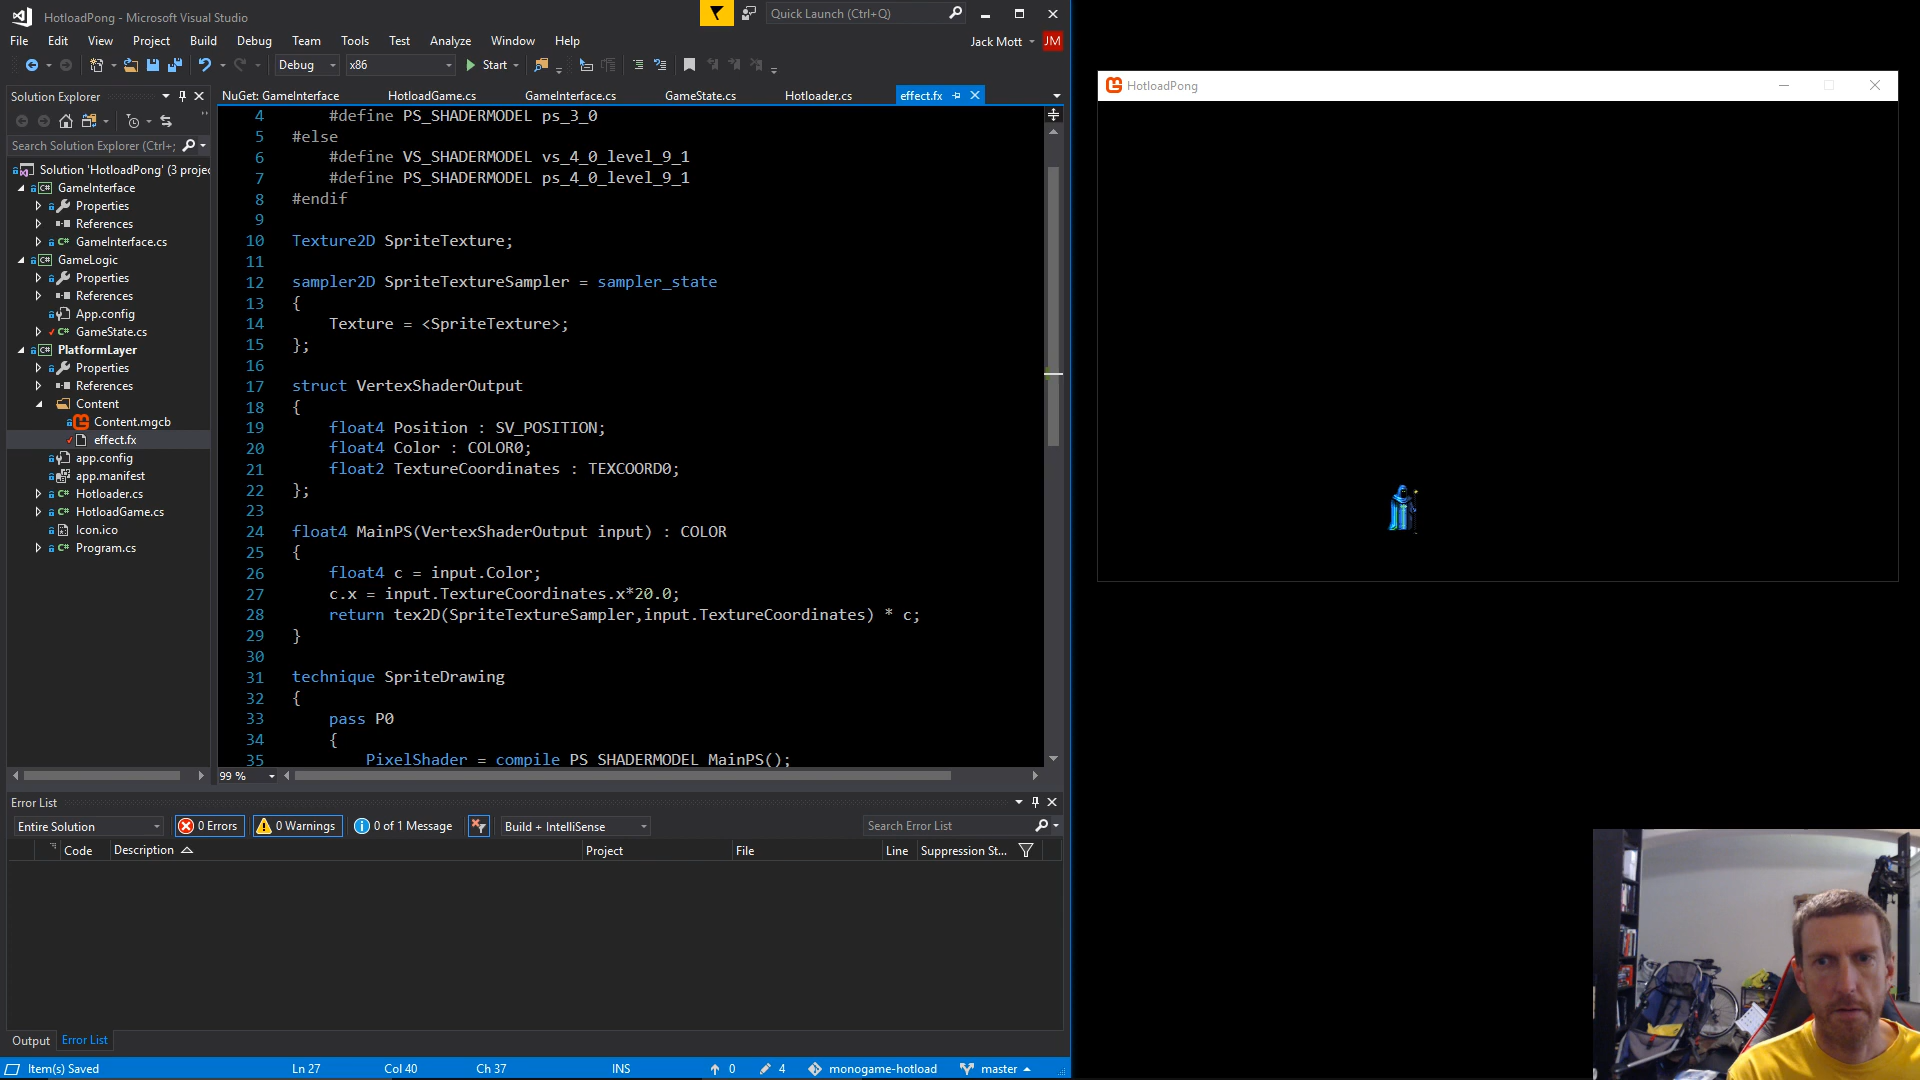 HotloadPong - Microsoft Visual Studio
Quick Launch (Ctrl+Q)
File Edit View Project Build Debug Team Tools Test Analyze Window Help
Jack Mott JM
Debug x86 Start
Solution Explorer
NuGet: GameInterface HotloadGame.cs GameInterface.cs GameState.cs Hotloader.cs effect.fx
Search Solution Explorer (Ctrl+;
Solution 'HotloadPong' (3 projec
GameInterface
Properties
References
GameInterface.cs
GameLogic
Properties
References
App.config
GameState.cs
PlatformLayer
Properties
References
Content
Content.mgcb
effect.fx
app.config
app.manifest
Hotloader.cs
HotloadGame.cs
Icon.ico
Program.cs
4 #define PS_SHADERMODEL ps_3_0
5 #else
6 #define VS_SHADERMODEL vs_4_0_level_9_1
7 #define PS_SHADERMODEL ps_4_0_level_9_1
8 #endif
9
10 Texture2D SpriteTexture;
11
12 sampler2D SpriteTextureSampler = sampler_state
13 {
14 Texture = <SpriteTexture>;
15 };
16
17 struct VertexShaderOutput
18 {
19 float4 Position : SV_POSITION;
20 float4 Color : COLOR0;
21 float2 TextureCoordinates : TEXCOORD0;
22 };
23
24 float4 MainPS(VertexShaderOutput input) : COLOR
25 {
26 float4 c = input.Color;
27 c.x = input.TextureCoordinates.x*20.0;
28 return tex2D(SpriteTextureSampler,input.TextureCoordinates) * c;
29 }
30
31 technique SpriteDrawing
32 {
33 pass P0
34 {
35 PixelShader = compile PS_SHADERMODEL MainPS();
99 %
Error List
Entire Solution 0 Errors 0 Warnings 0 of 1 Message Build + IntelliSense Search Error List
Code Description Project File Line Suppression St...
Output Error List
Item(s) Saved Ln 27 Col 40 Ch 37 INS 0 4 monogame-hotload master
HotloadPong